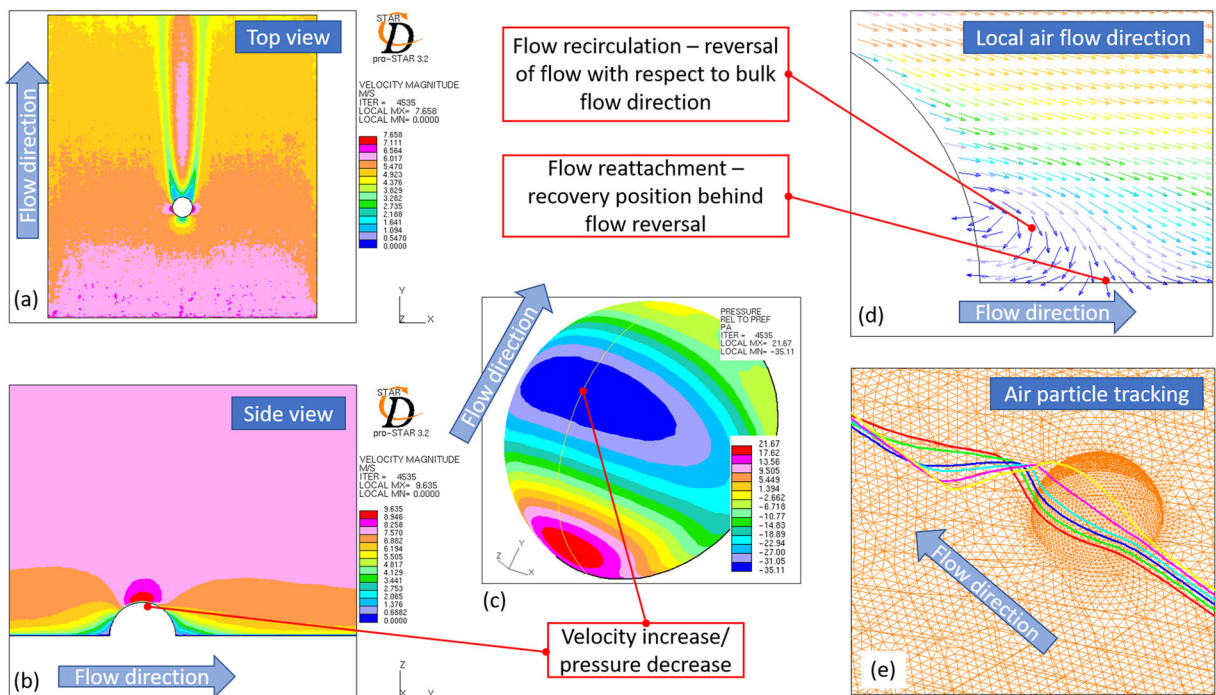 Top view
Flow direction
(a)
STAR
CD
pro-STAR 3.2
VELOCITY MAGNITUDE
M/S
ITER = 4535
LOCAL MX= 7.658
LOCAL MN= 0.0000
7.658
7.111
6.564
6.017
5.470
4.923
4.376
3.829
3.282
2.735
2.188
1.641
1.094
0.5470
0.0000
Y
Z X
Flow recirculation – reversal
of flow with respect to bulk
flow direction
Flow reattachment –
recovery position behind
flow reversal
Local air flow direction
(d)
Flow direction
Side view
(b)
Flow direction
STAR
CD
pro-STAR 3.2
VELOCITY MAGNITUDE
M/S
ITER = 4535
LOCAL MX= 9.635
LOCAL MN= 0.0000
9.635
8.946
8.258
7.570
6.882
6.194
5.505
4.817
4.129
3.441
2.753
2.065
1.376
0.6882
0.0000
Z
X Y
Flow direction
PRESSURE
REL TO PREF
PA
ITER = 4535
LOCAL MX= 21.67
LOCAL MN= -35.11
21.67
17.62
13.56
9.505
5.449
1.394
-2.662
-6.718
-10.77
-14.83
-18.89
-22.94
-27.00
-31.05
-35.11
Y
Z
X
(c)
Velocity increase/
pressure decrease
Air particle tracking
Flow direction
(e)